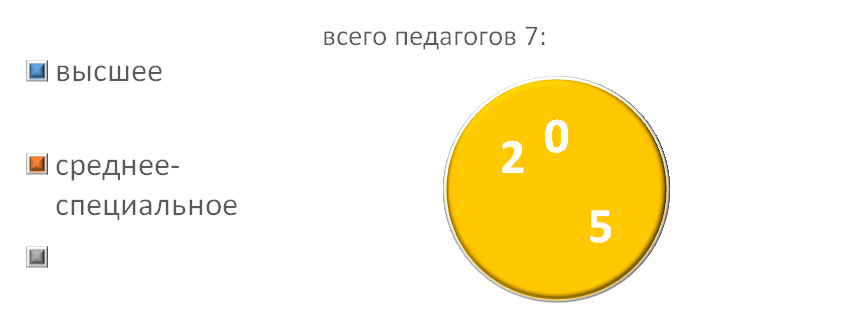 всего педагогов 7:
высшее
среднее-
специальное
2
0
5